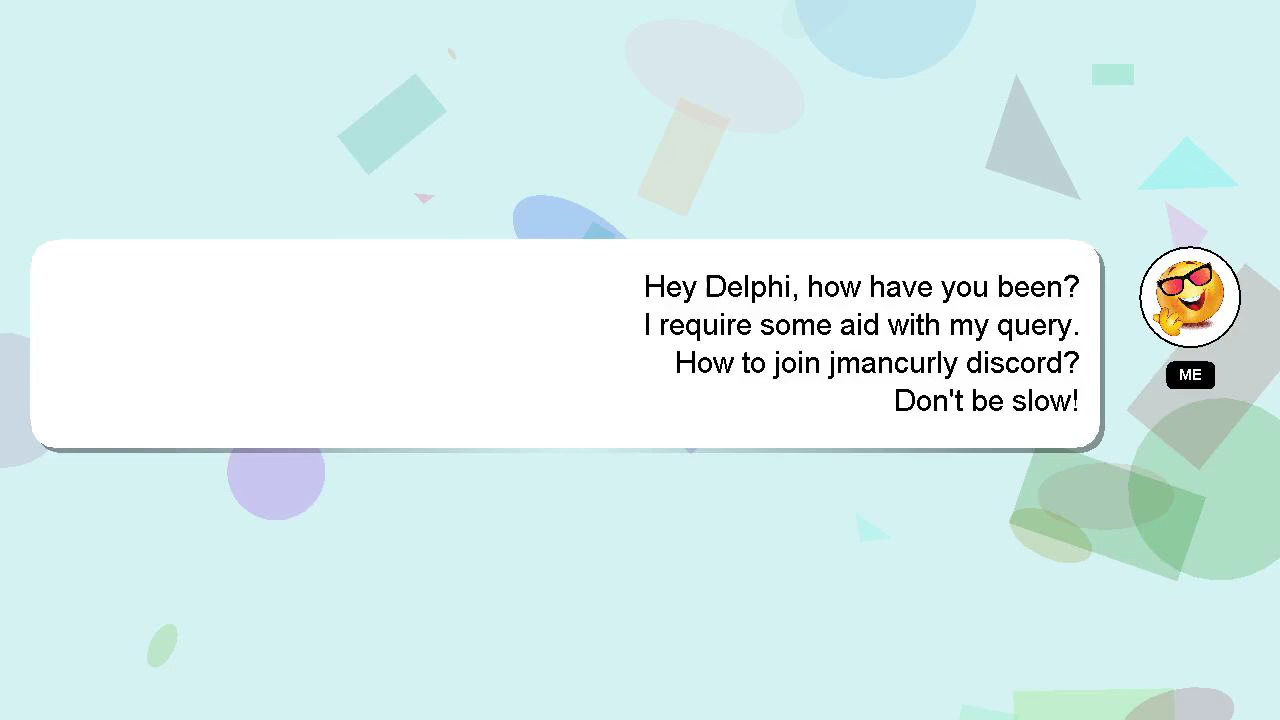 Hey Delphi, how have you been?
I require some aid with my query.
How to join jmancurly discord?
Don't be slow!
ME